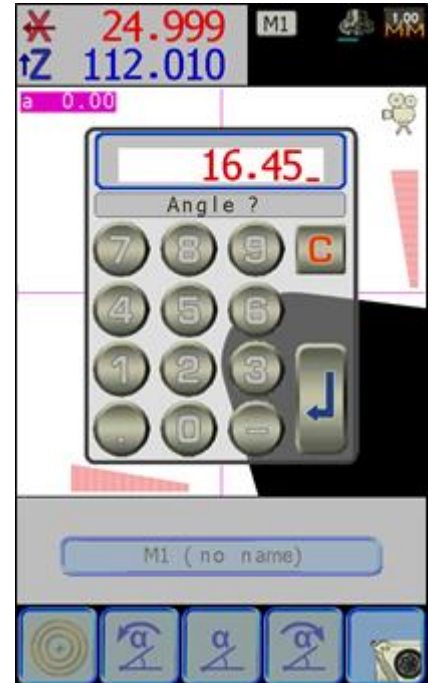 X 24.999 M1 1.00 MM
↑Z 112.010
a 0.00
16.45_
Angle ?
7 8 9 C
4 5 6
1 2 3
. 0 -
M1 ( no name)
α α α